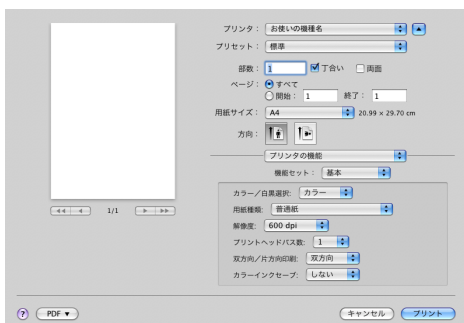 プリンタ： お使いの機種名
プリセット： 標準
部数： 1 丁合い 両面
ページ： すべて
開始： 1 終了： 1
用紙サイズ： A4 20.99 x 29.70 cm
方向：
プリンタの機能
機能セット： 基本
カラー／白黒選択: カラー
用紙種類: 普通紙
解像度: 600 dpi
プリントヘッドパス数: 1
双方向／片方向印刷: 双方向
カラーインクセーブ: しない
1/1
? PDF ▼ キャンセル プリント